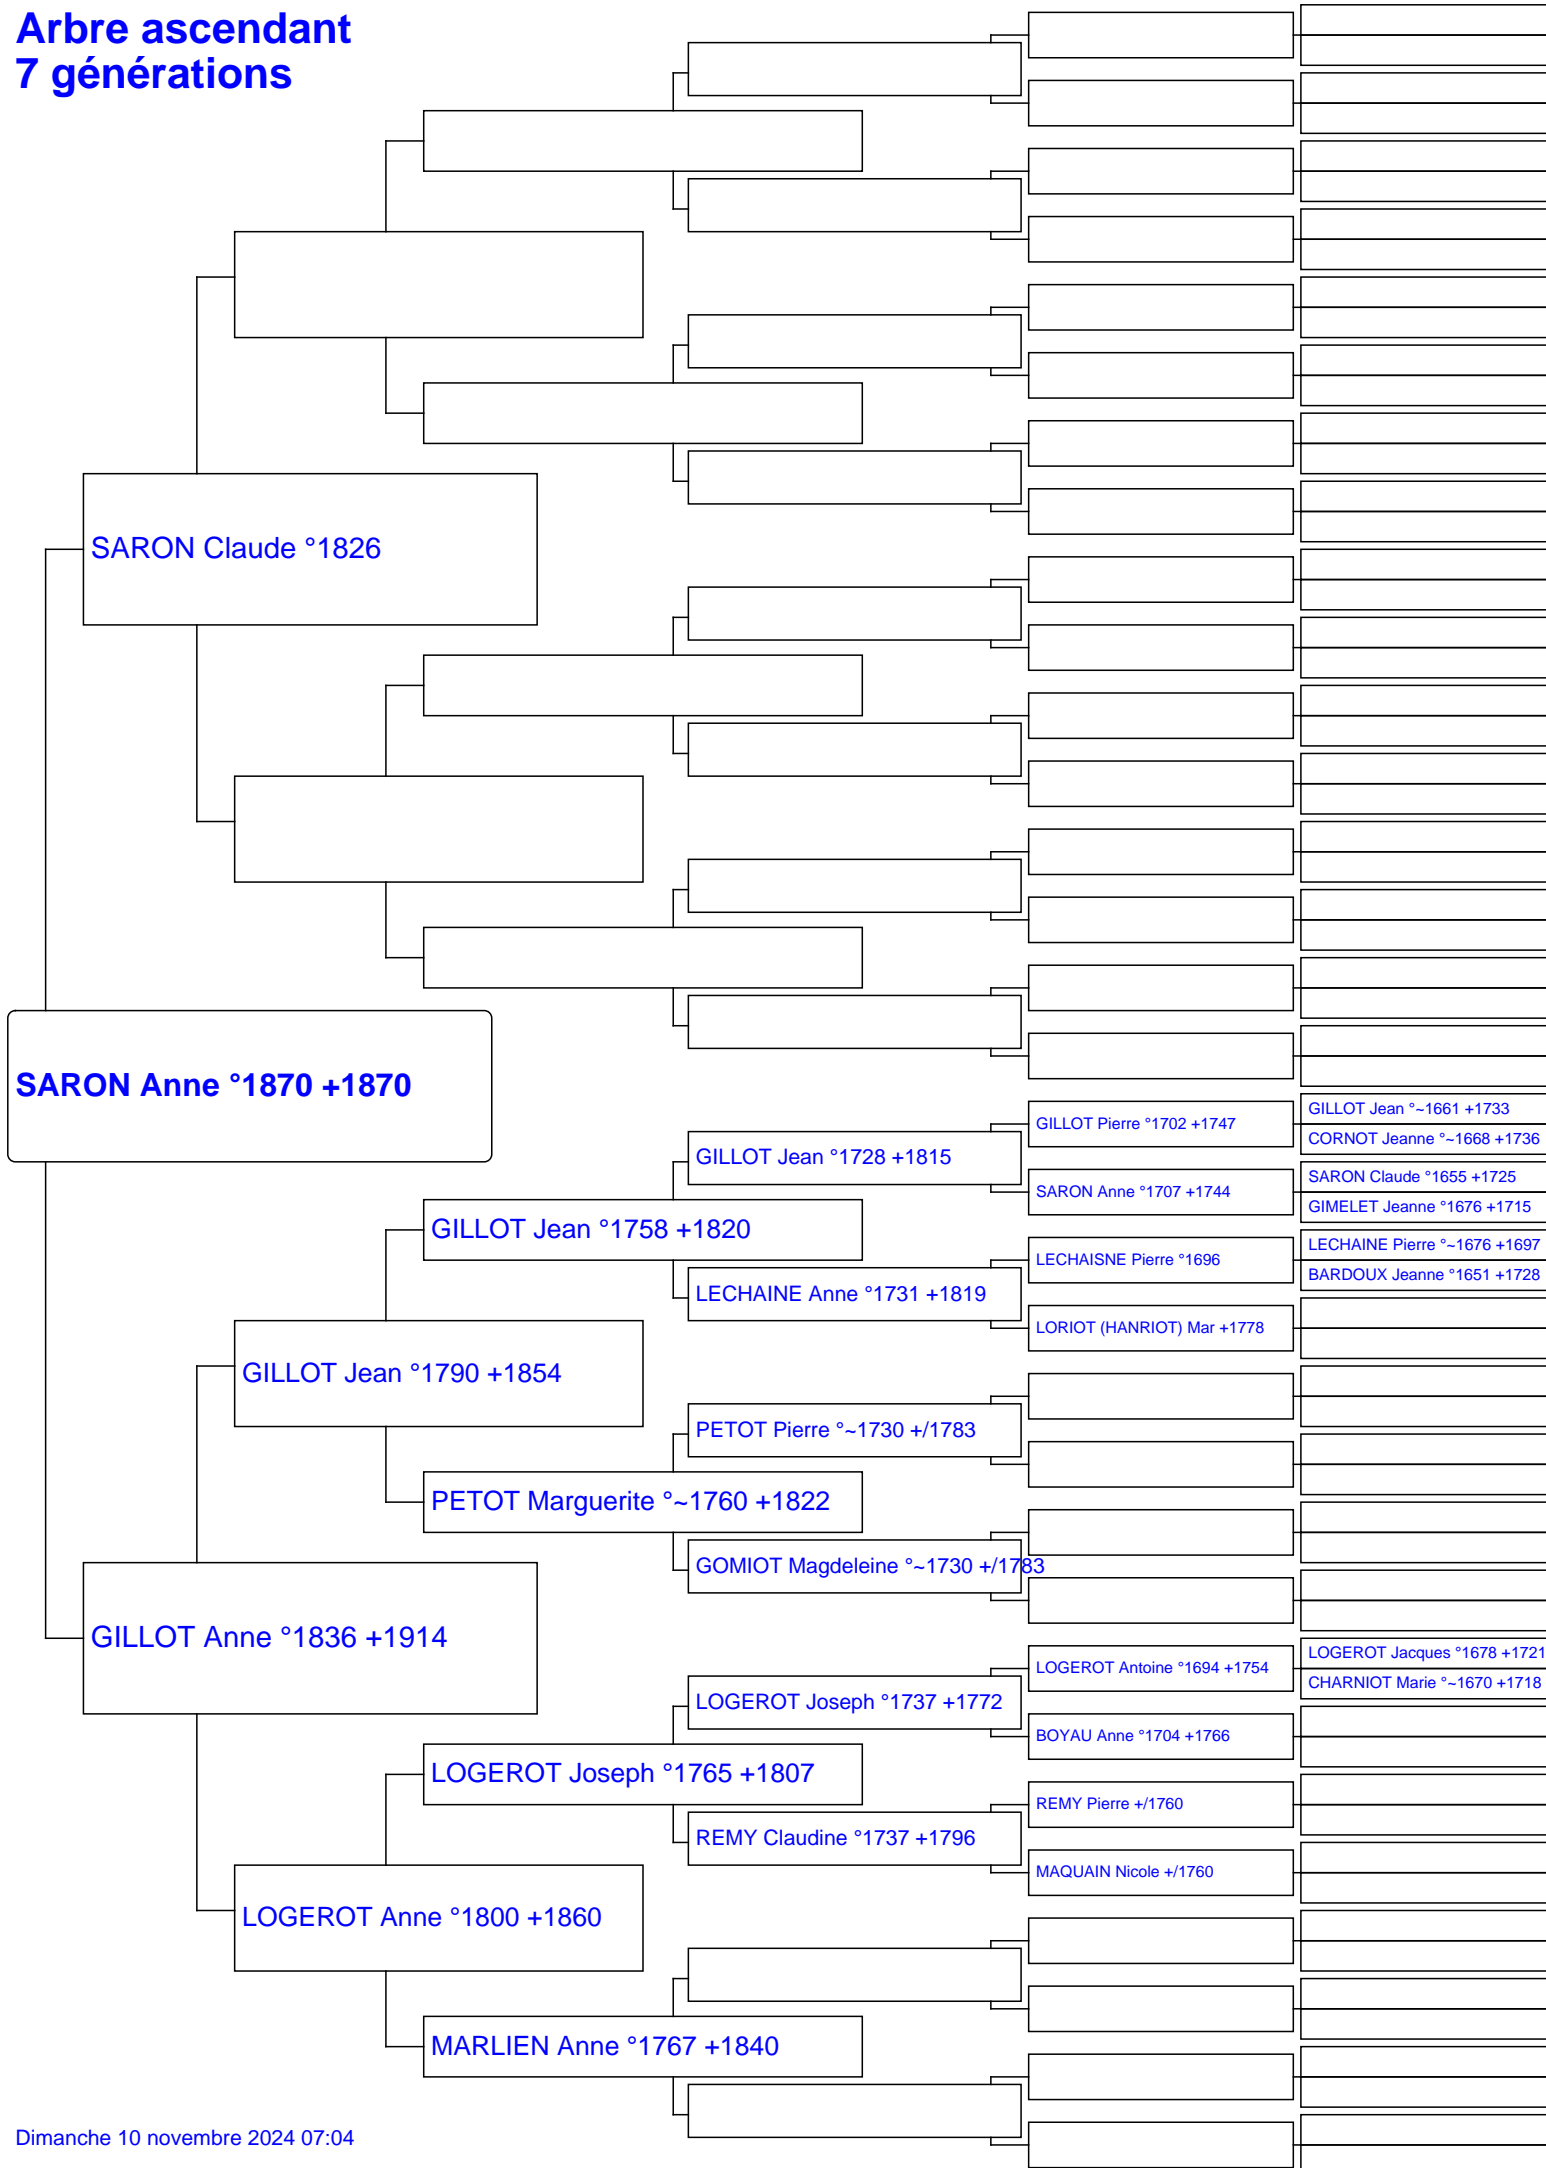 Arbre ascendant
7 générations
SARON Claude °1826
SARON Anne °1870 +1870
GILLOT Jean °~1661 +1733
GILLOT Pierre °1702 +1747
CORNOT Jeanne °~1668 +1736
GILLOT Jean °1728 +1815
SARON Claude °1655 +1725
SARON Anne °1707 +1744
GIMELET Jeanne °1676 +1715
GILLOT Jean °1758 +1820
LECHAINE Pierre °~1676 +1697
LECHAISNE Pierre °1696
BARDOUX Jeanne °1651 +1728
LECHAINE Anne °1731 +1819
LORIOT (HANRIOT) Mar +1778
GILLOT Jean °1790 +1854
PETOT Pierre °~1730 +/1783
PETOT Marguerite °~1760 +1822
GOMIOT Magdeleine °~1730 +/1783
GILLOT Anne °1836 +1914
LOGEROT Jacques °1678 +1721
LOGEROT Antoine °1694 +1754
CHARNIOT Marie °~1670 +1718
LOGEROT Joseph °1737 +1772
BOYAU Anne °1704 +1766
LOGEROT Joseph °1765 +1807
REMY Pierre +/1760
REMY Claudine °1737 +1796
MAQUAIN Nicole +/1760
LOGEROT Anne °1800 +1860
MARLIEN Anne °1767 +1840
Dimanche 10 novembre 2024 07:04